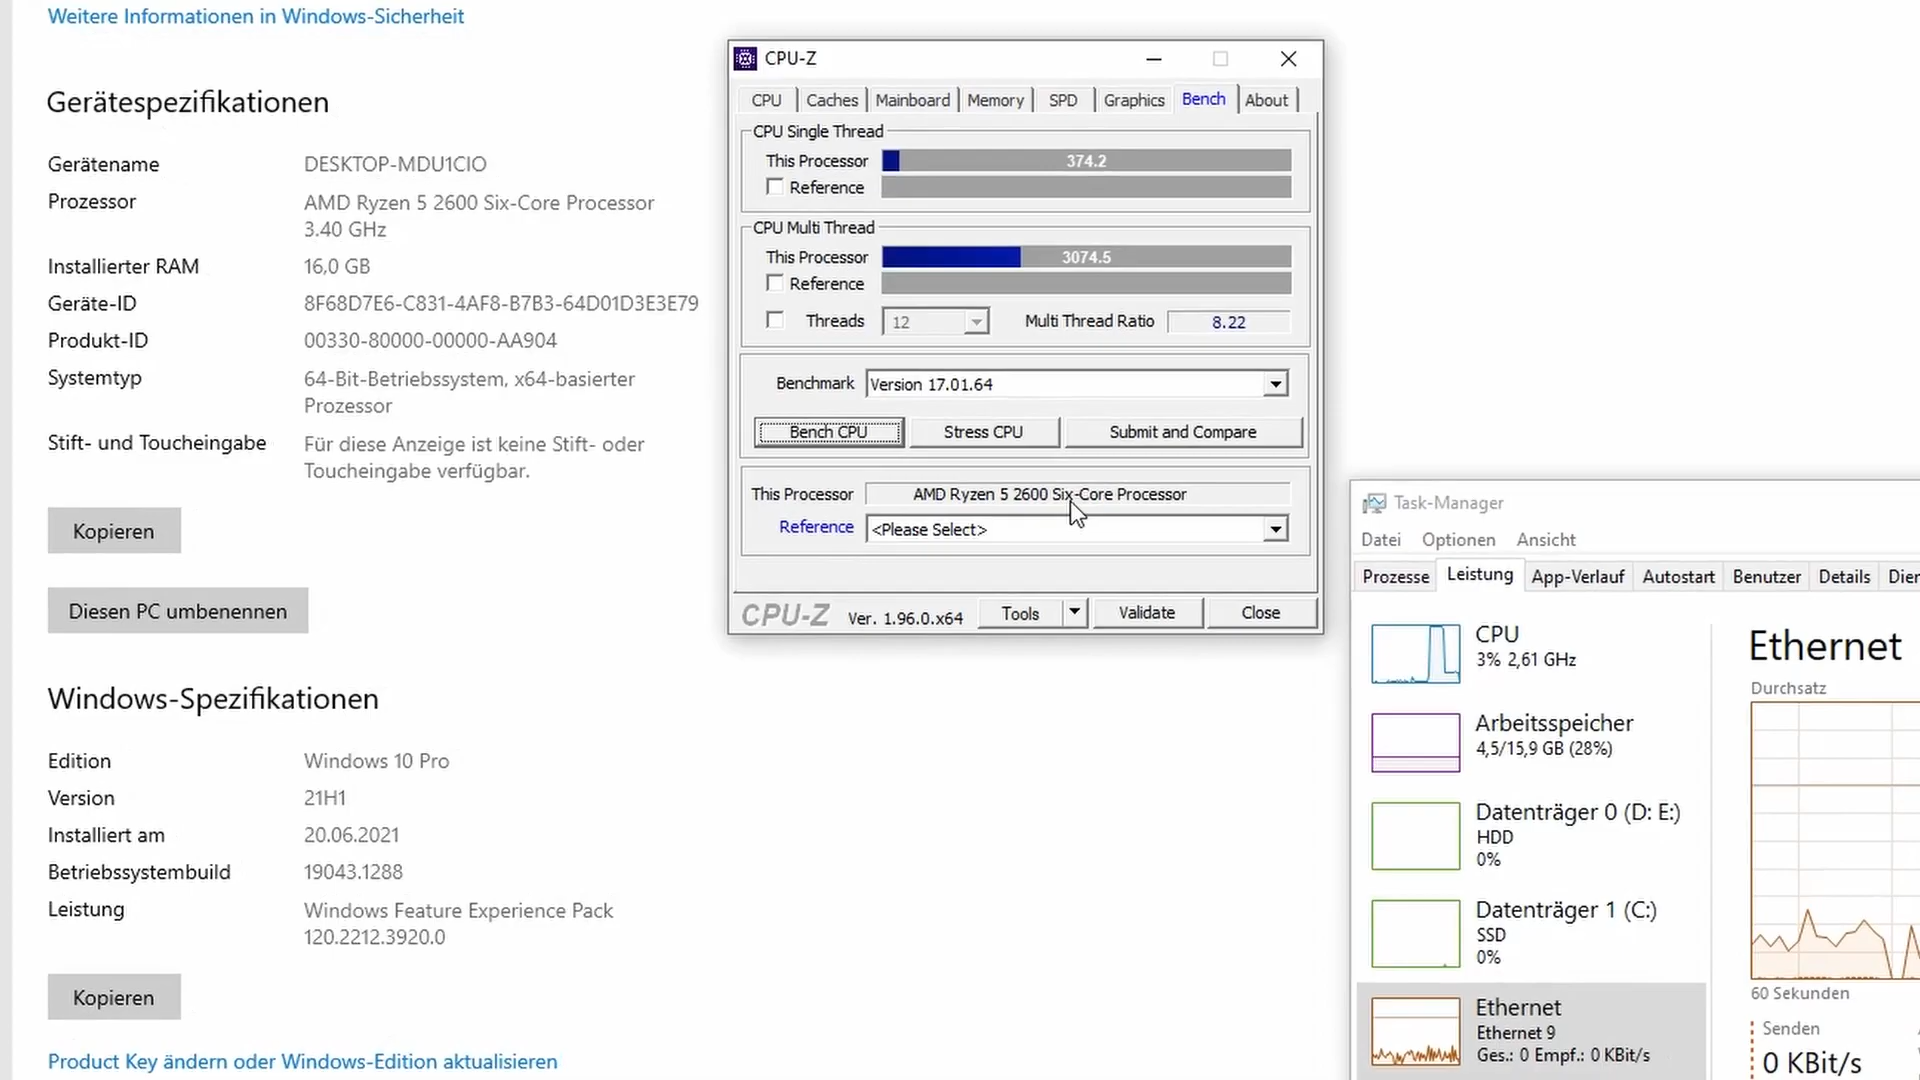 Weitere Informationen in Windows-Sicherheit
Gerätespezifikationen
Gerätename DESKTOP-MDU1CIO
Prozessor AMD Ryzen 5 2600 Six-Core Processor
3.40 GHz
Installierter RAM 16,0 GB
Geräte-ID 8F68D7E6-C831-4AF8-B7B3-64D01D3E3E79
Produkt-ID 00330-80000-00000-AA904
Systemtyp 64-Bit-Betriebssystem, x64-basierter
Prozessor
Stift- und Toucheingabe Für diese Anzeige ist keine Stift- oder
Toucheingabe verfügbar.
Kopieren
Diesen PC umbenennen
Windows-Spezifikationen
Edition Windows 10 Pro
Version 21H1
Installiert am 20.06.2021
Betriebssystembuild 19043.1288
Leistung Windows Feature Experience Pack
120.2212.3920.0
Kopieren
Product Key ändern oder Windows-Edition aktualisieren
CPU-Z
CPU Caches Mainboard Memory SPD Graphics Bench About
CPU Single Thread
This Processor 374.2
Reference
CPU Multi Thread
This Processor 3074.5
Reference
Threads 12 Multi Thread Ratio 8.22
Benchmark Version 17.01.64
Bench CPU Stress CPU Submit and Compare
This Processor AMD Ryzen 5 2600 Six-Core Processor
Reference <Please Select>
CPU-Z Ver. 1.96.0.x64 Tools Validate Close
Task-Manager
Datei Optionen Ansicht
Prozesse Leistung App-Verlauf Autostart Benutzer Details Dien
CPU
3% 2,61 GHz
Arbeitsspeicher
4,5/15,9 GB (28%)
Datenträger 0 (D: E:)
HDD
0%
Datenträger 1 (C:)
SSD
0%
Ethernet
Ethernet 9
Ges.: 0 Empf.: 0 KBit/s
Ethernet
Durchsatz
60 Sekunden
Senden
0 KBit/s